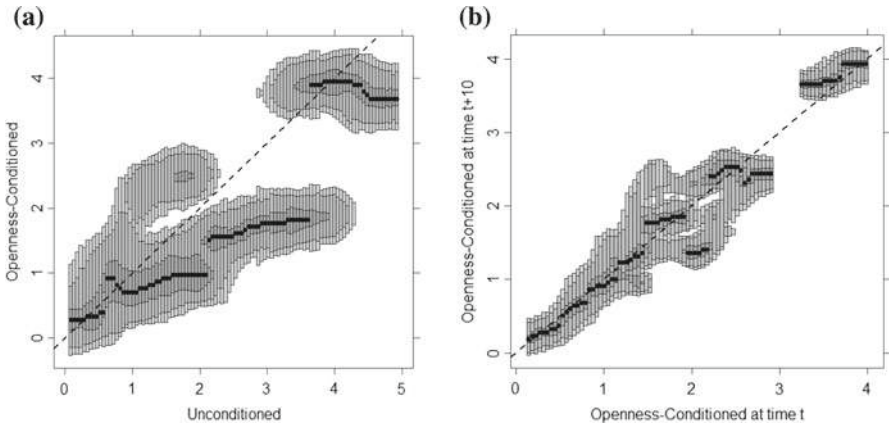 (a)
Openness-Conditioned
4
3
2
1
0
0 1 2 3 4 5
Unconditioned
(b)
Openness-Conditioned at time t+10
4
3
2
1
0
0 1 2 3 4
Openness-Conditioned at time t